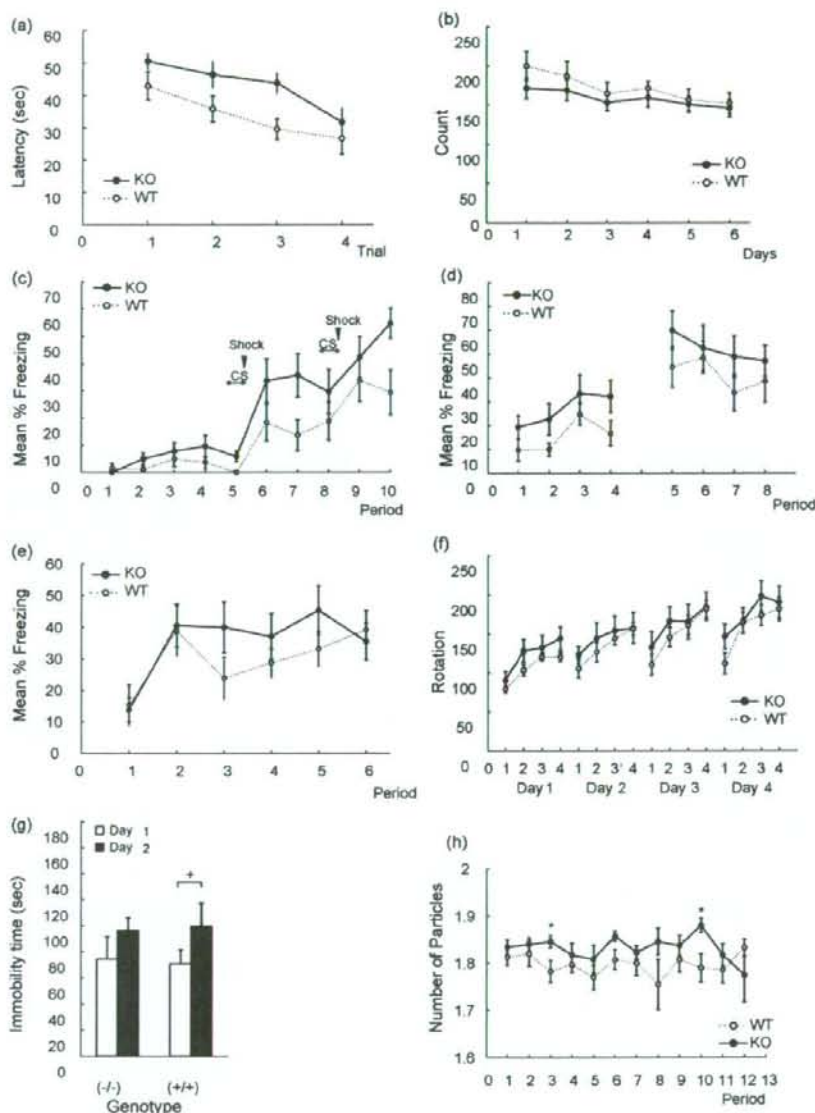 (a)
Latency (sec)
60
50
40
30
20
10
0
KO
WT
0 1 2 3 4
Trial
(b)
Count
250
200
150
100
50
0
KO
WT
0 1 2 3 4 5 6
Days
(c)
Mean % Freezing
70
60
50
40
30
20
10
0
KO
WT
Shock
CS
Shock
CS
0 1 2 3 4 5 6 7 8 9 10
Period
(d)
Mean % Freezing
80
70
60
50
40
30
20
10
0
KO
WT
0 1 2 3 4 5 6 7 8
Period
(e)
Mean % Freezing
60
50
40
30
20
10
0
KO
WT
0 1 2 3 4 5 6
Period
(f)
Rotation
250
200
150
100
50
0
KO
WT
0 1 2 3 4 1 2 3 4 1 2 3 4 1 2 3 4
Day 1 Day 2 Day 3 Day 4
(g)
Immobility time (sec)
Day 1
Day 2
180
160
140
120
100
80
60
40
20
0
+
(-/-) (+/+)
Genotype
(h)
Number of Particles
2
1.9
1.8
1.7
1.6
* *
WT
KO
0 1 2 3 4 5 6 7 8 9 10 11 12 13
Period